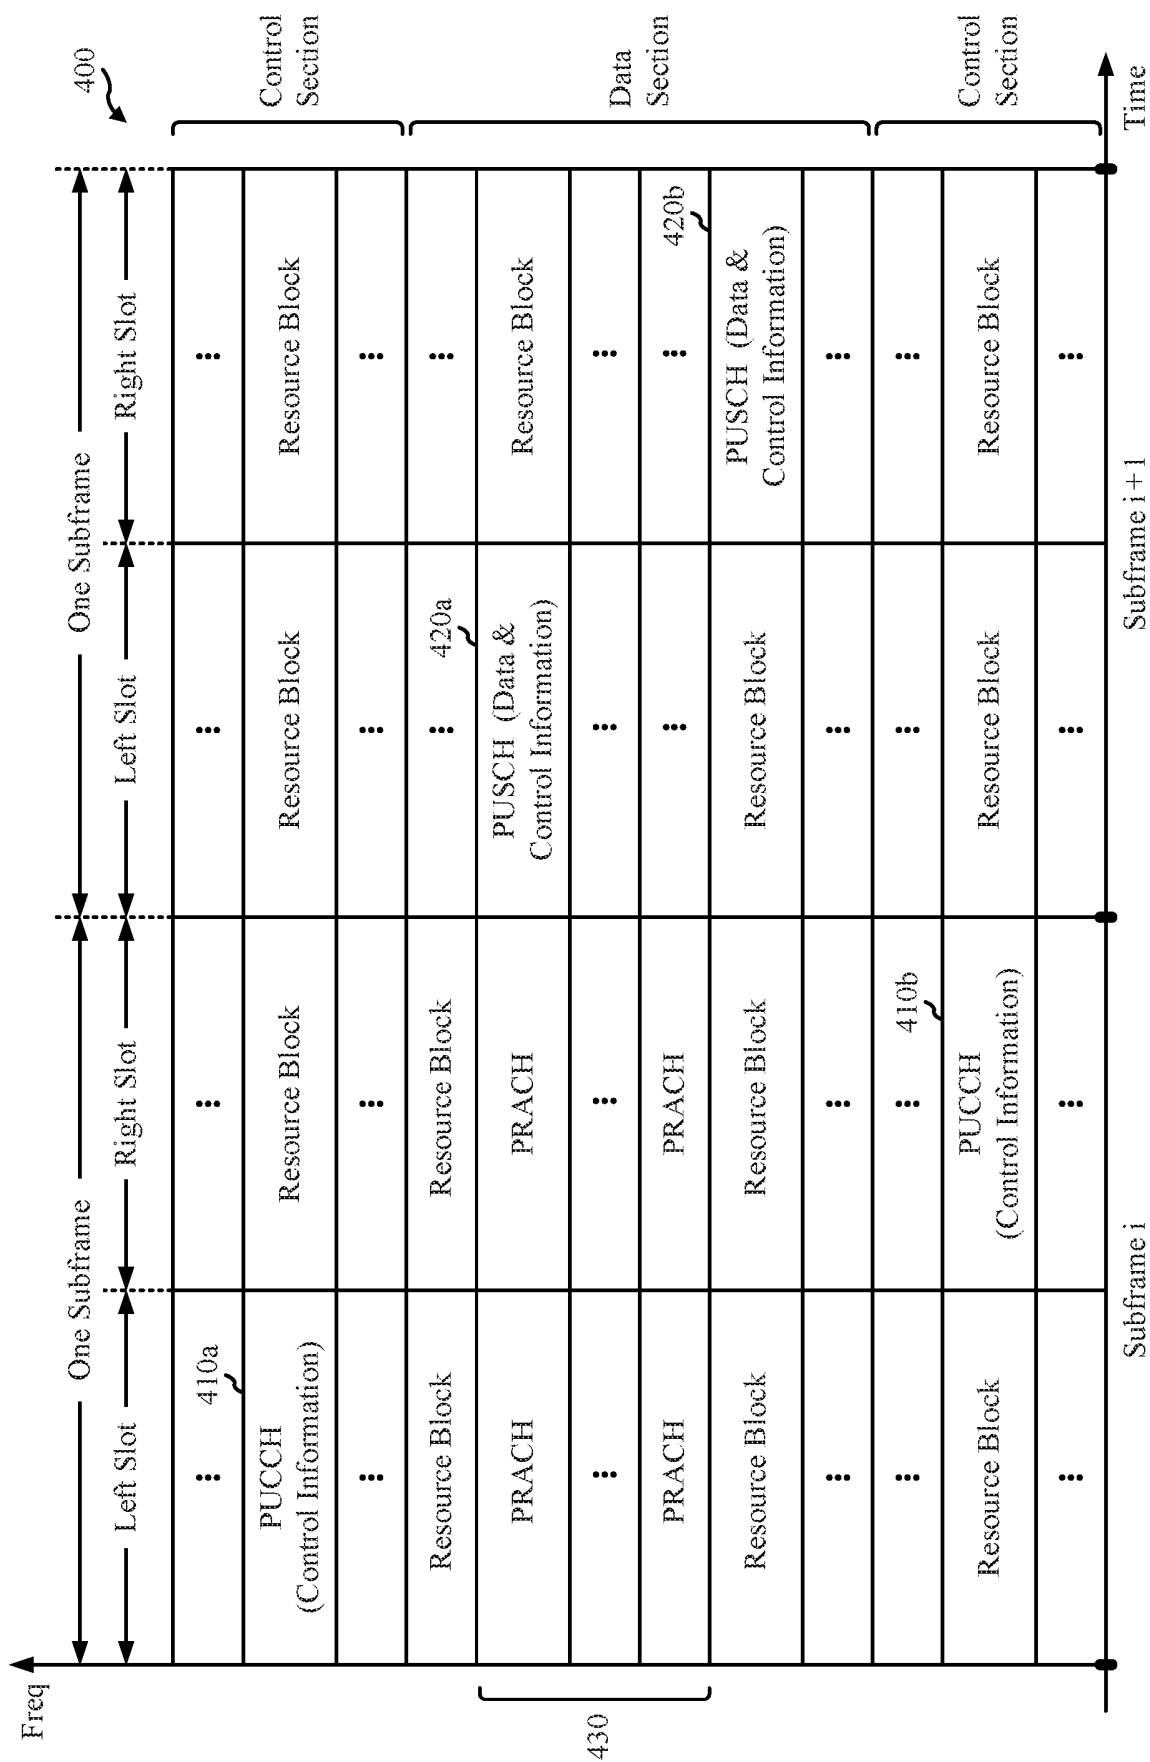 400
Freq
One Subframe
One Subframe
Left Slot
Right Slot
Left Slot
Right Slot
410a
•••
•••
•••
•••
Control
Section
PUCCH
(Control Information)
Resource Block
Resource Block
Resource Block
•••
•••
•••
•••
420a
Resource Block
Resource Block
•••
•••
430
PRACH
PRACH
PUSCH (Data &
Control Information)
Resource Block
Data
Section
•••
•••
•••
•••
420b
PRACH
PRACH
•••
•••
Resource Block
Resource Block
Resource Block
PUSCH (Data &
Control Information)
•••
•••
•••
•••
410b
•••
•••
•••
•••
Control
Section
Resource Block
PUCCH
(Control Information)
Resource Block
Resource Block
•••
•••
•••
•••
Subframe i
Subframe i + 1
Time